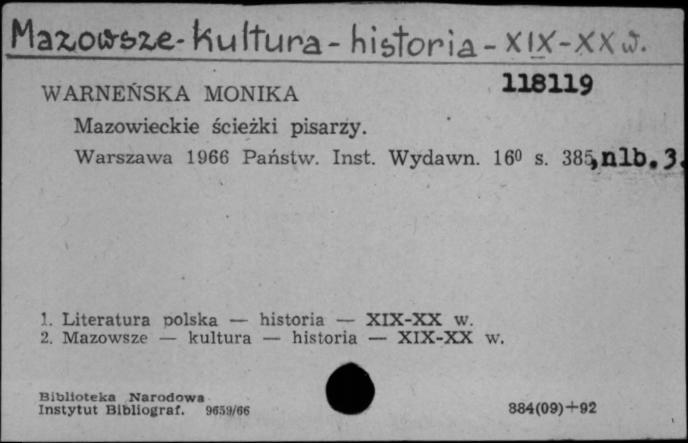 Mazowsze-kultura-historia-XIX-XX w.
118119
WARNEŃSKA MONIKA
Mazowieckie ścieżki pisarzy.
Warszawa 1966 Państw. Inst. Wydawn. 16⁰ s. 385, nlb. 3.
1. Literatura polska — historia — XIX-XX w.
2. Mazowsze — kultura — historia — XIX-XX w.
Biblioteka Narodowa
Instytut Bibliograf. 9659/66
884(09)+92